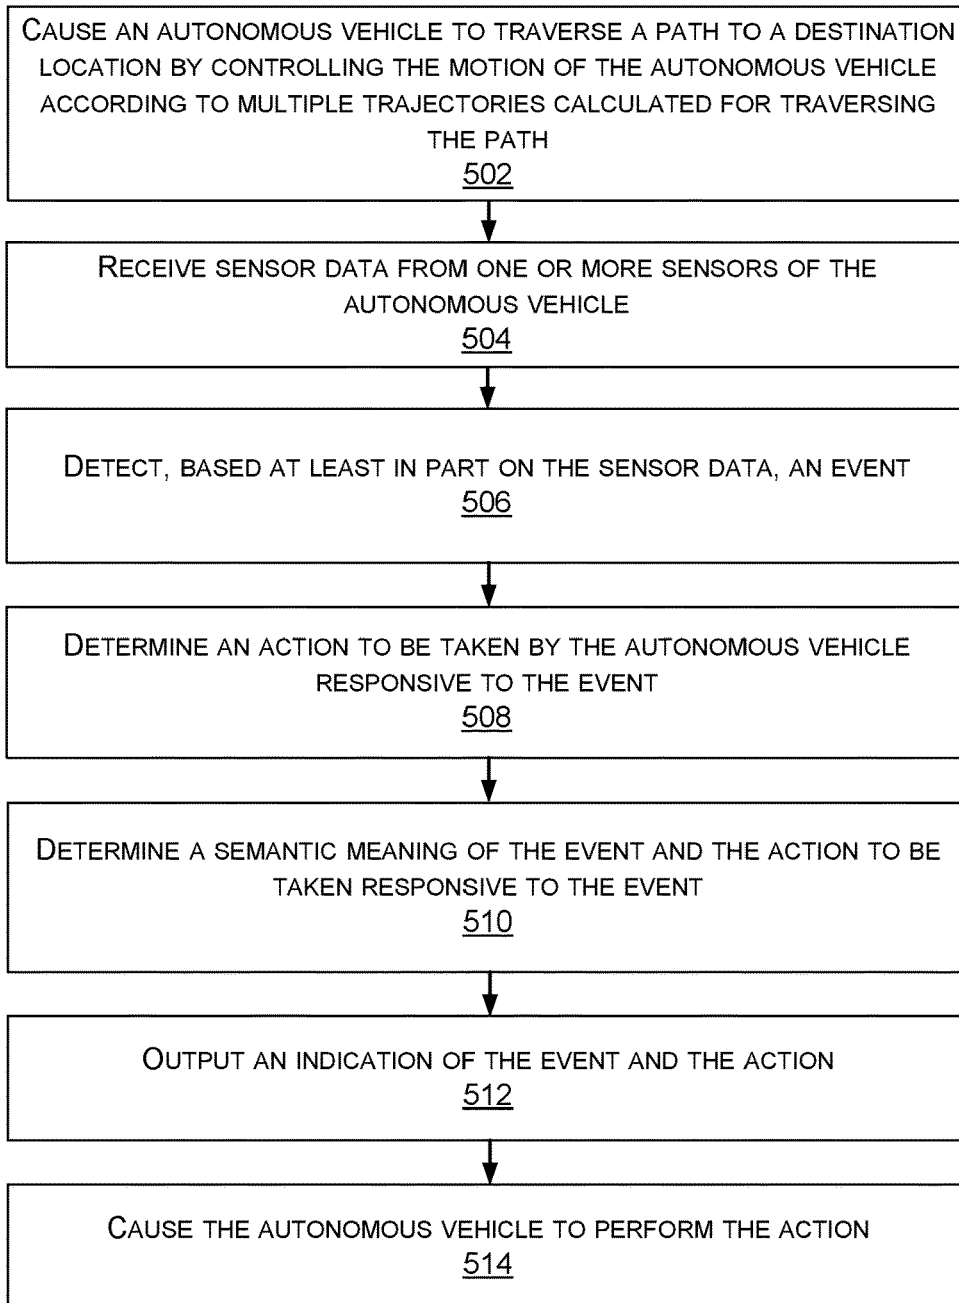 CAUSE AN AUTONOMOUS VEHICLE TO TRAVERSE A PATH TO A DESTINATION
LOCATION BY CONTROLLING THE MOTION OF THE AUTONOMOUS VEHICLE
ACCORDING TO MULTIPLE TRAJECTORIES CALCULATED FOR TRAVERSING
THE PATH
502
RECEIVE SENSOR DATA FROM ONE OR MORE SENSORS OF THE
AUTONOMOUS VEHICLE
504
DETECT, BASED AT LEAST IN PART ON THE SENSOR DATA, AN EVENT
506
DETERMINE AN ACTION TO BE TAKEN BY THE AUTONOMOUS VEHICLE
RESPONSIVE TO THE EVENT
508
DETERMINE A SEMANTIC MEANING OF THE EVENT AND THE ACTION TO BE
TAKEN RESPONSIVE TO THE EVENT
510
OUTPUT AN INDICATION OF THE EVENT AND THE ACTION
512
CAUSE THE AUTONOMOUS VEHICLE TO PERFORM THE ACTION
514